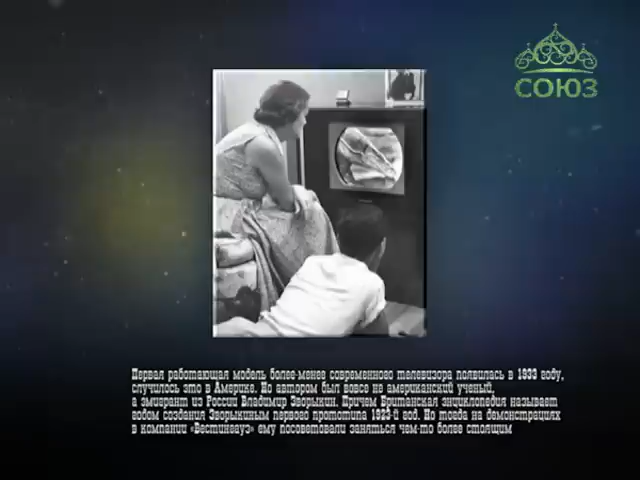 СОЮЗ
Первая работающая модель более-менее современного телевизора появилась в 1933 году,
случилось это в Америке. Но автором был вовсе не американский ученый,
а эмигрант из России Владимир Зворыкин. Причем Британская энциклопедия называет
годом создания Зворыкиным первого прототипа 1923-й год. Но тогда на демонстрациях
в компании «Вестингауз» ему посоветовали заняться чем-то более стоящим